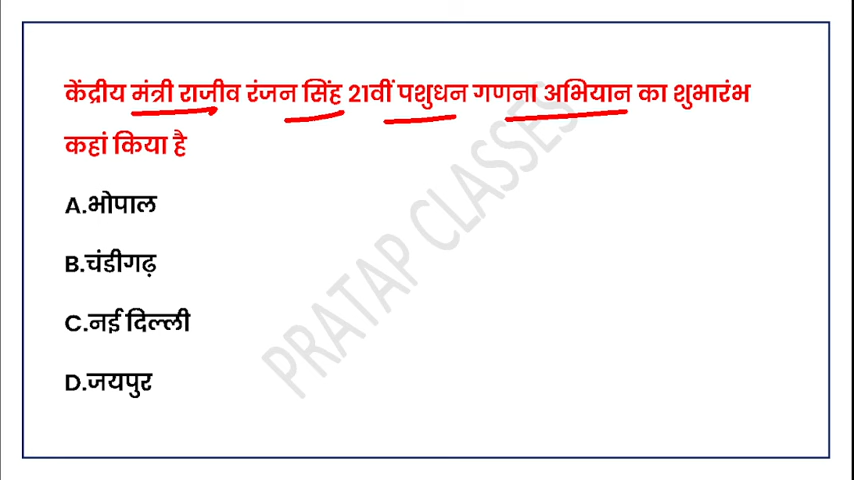 केंद्रीय मंत्री राजीव रंजन सिंह 21वीं पशुधन गणना अभियान का शुभारंभ
कहां किया है
A.भोपाल
B.चंडीगढ़
C.नई दिल्ली
D.जयपुर
PRATAP CLASSES